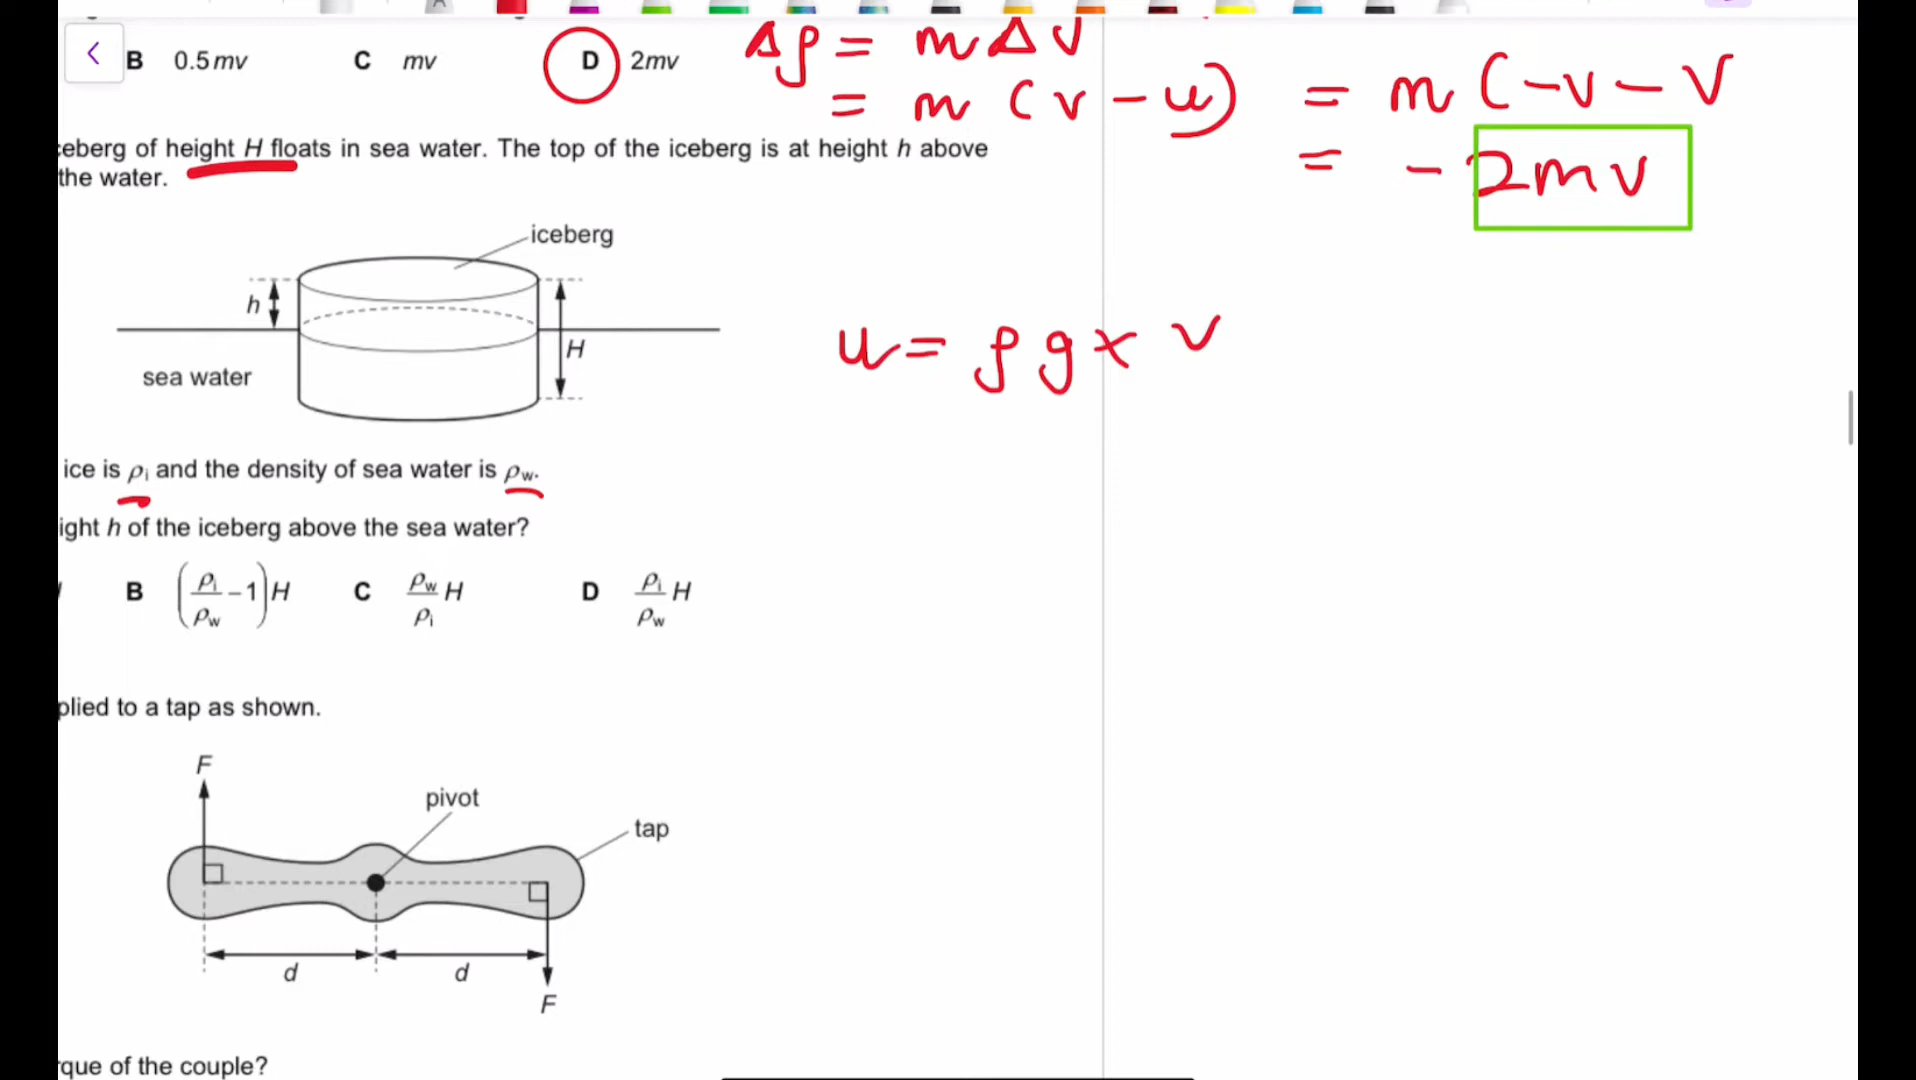 B 0.5 mv C mv D 2mv
Δp = m Δ v
= m (v - u) = m (-v - v
= - 2mv
eberg of height H floats in sea water. The top of the iceberg is at height h above
the water.
iceberg
h
H
sea water
u = ρ g x v
ice is ρi and the density of sea water is ρw.
ight h of the iceberg above the sea water?
B (ρi/ρw - 1)H C ρw/ρi H D ρi/ρw H
plied to a tap as shown.
F
pivot
tap
d d
F
que of the couple?